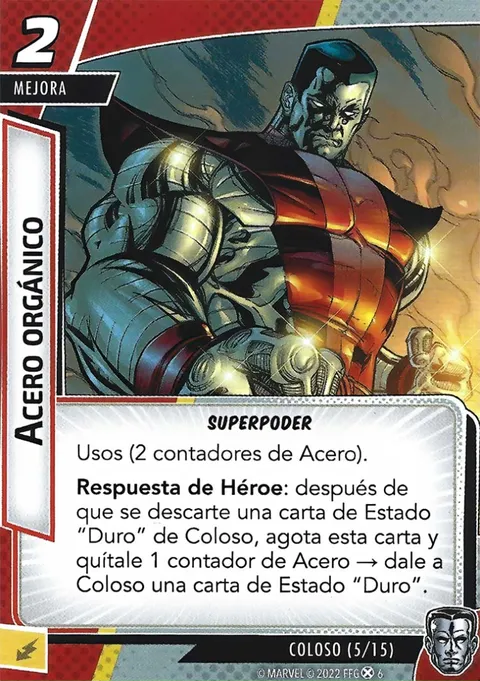 2
MEJORA
ACERO ORGÁNICO
SUPERPODER
Usos (2 contadores de Acero).
Respuesta de Héroe: después de
que se descarte una carta de Estado
“Duro” de Coloso, agota esta carta y
quítale 1 contador de Acero → dale a
Coloso una carta de Estado “Duro”.
COLOSO (5/15)
© MARVEL © 2022 FFG 6